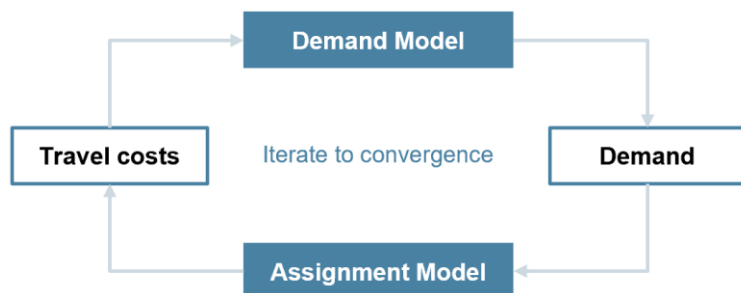 Demand Model
Travel costs
Iterate to convergence
Demand
Assignment Model